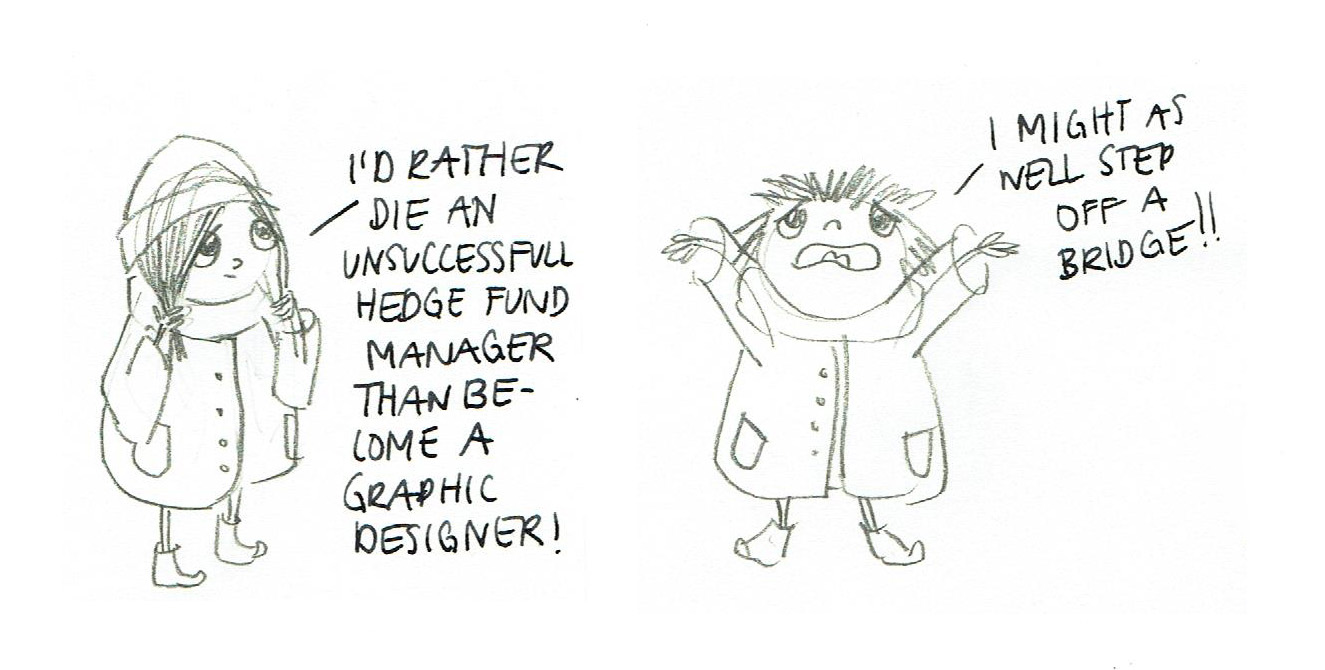 I'D RATHER
DIE AN
UNSUCCESSFULL
HEDGE FUND
MANAGER
THAN BE-
COME A
GRAPHIC
DESIGNER!
I MIGHT AS
WELL STEP
OFF A
BRIDGE!!